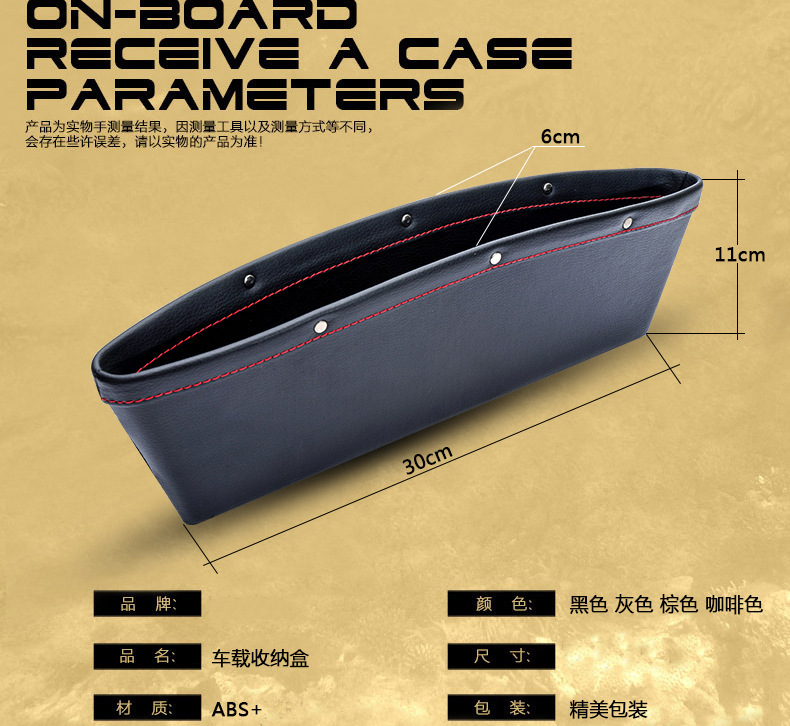 ON-BOARD
RECEIVE A CASE
PARAMETERS
产品为实物手测量结果，因测量工具以及测量方式等不同，
会存在些许误差，请以实物的产品为准！
6cm
11cm
30cm
品 牌:
颜 色: 黑色 灰色 棕色 咖啡色
品 名: 车载收纳盒
尺 寸:
材 质: ABS+
包 装: 精美包装